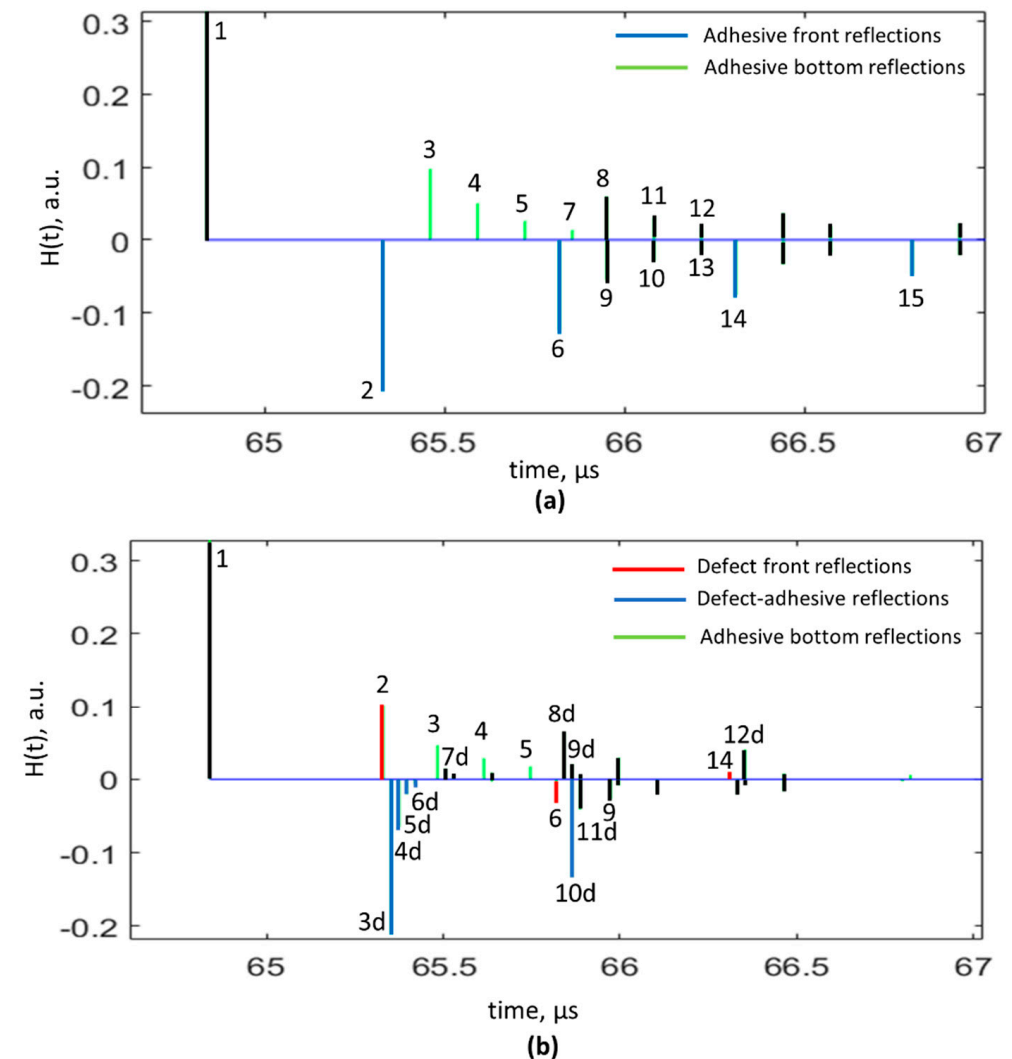 0.3
1
Adhesive front reflections
Adhesive bottom reflections
0.2
3
0.1
4
5
7
8
11
12
0
H(t), a.u.
9
10
13
-0.1
6
14
15
-0.2
2
65
65.5
66
66.5
67
time, µs
(a)
0.3
1
Defect front reflections
Defect-adhesive reflections
0.2
Adhesive bottom reflections
2
0.1
3
4
7d
5
8d
9d
12d
14
0
H(t), a.u.
6d
5d
4d
6
9
11d
-0.1
10d
3d
-0.2
65
65.5
66
66.5
67
time, µs
(b)